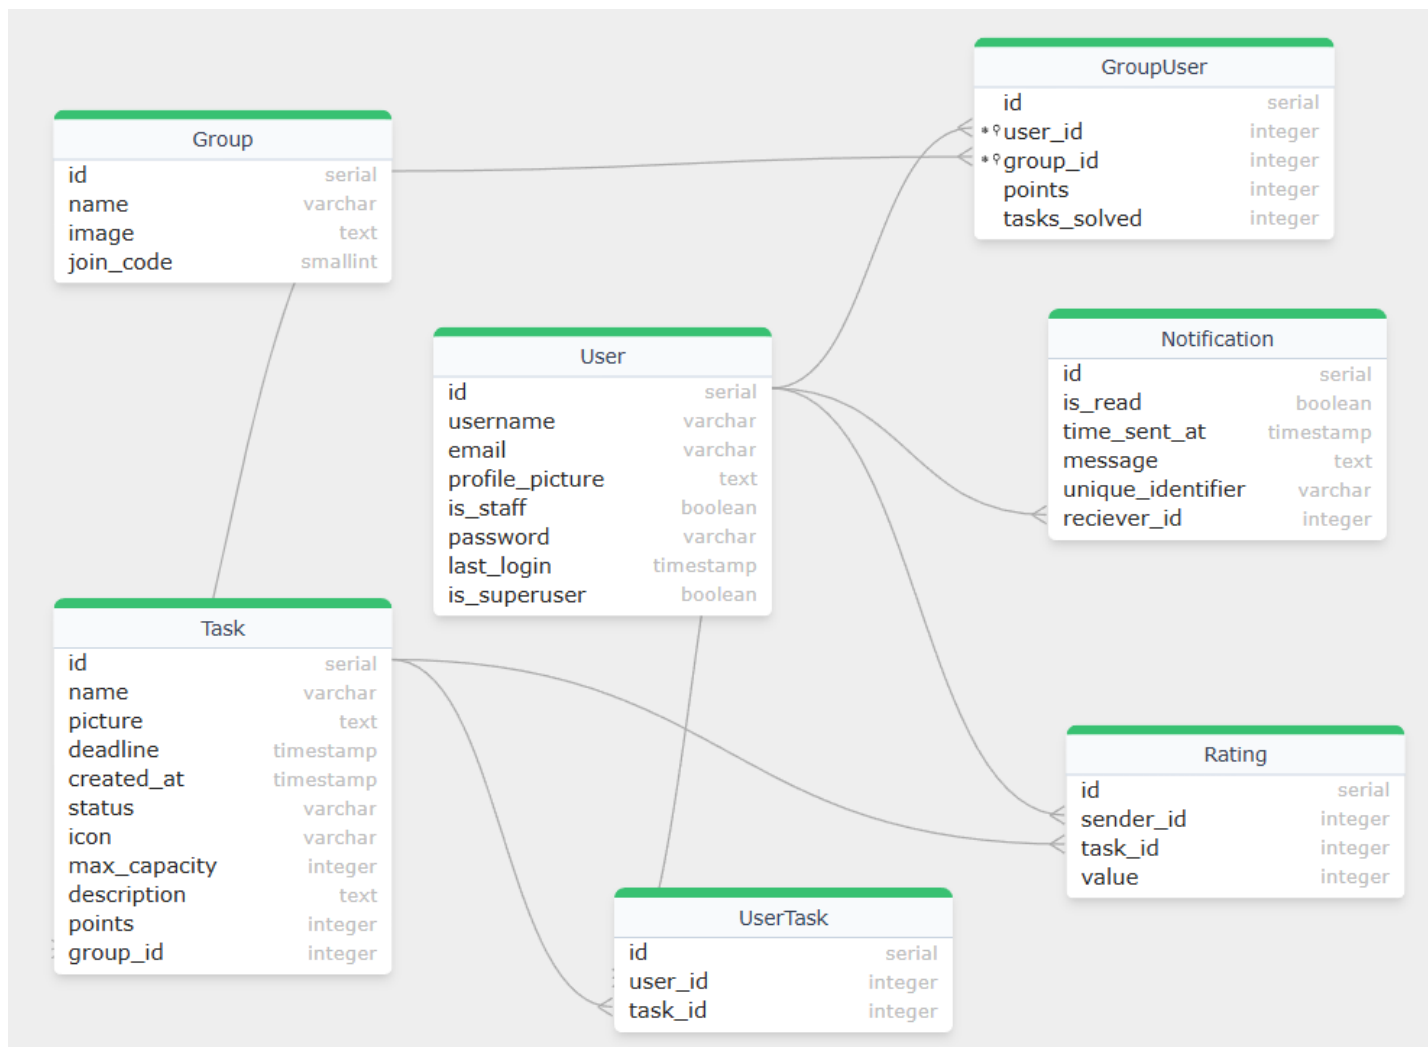 Group
id serial
name varchar
image text
join_code smallint
GroupUser
id serial
user_id integer
group_id integer
points integer
tasks_solved integer
User
id serial
username varchar
email varchar
profile_picture text
is_staff boolean
password varchar
last_login timestamp
is_superuser boolean
Notification
id serial
is_read boolean
time_sent_at timestamp
message text
unique_identifier varchar
reciever_id integer
Task
id serial
name varchar
picture text
deadline timestamp
created_at timestamp
status varchar
icon varchar
max_capacity integer
description text
points integer
group_id integer
Rating
id serial
sender_id integer
task_id integer
value integer
UserTask
id serial
user_id integer
task_id integer